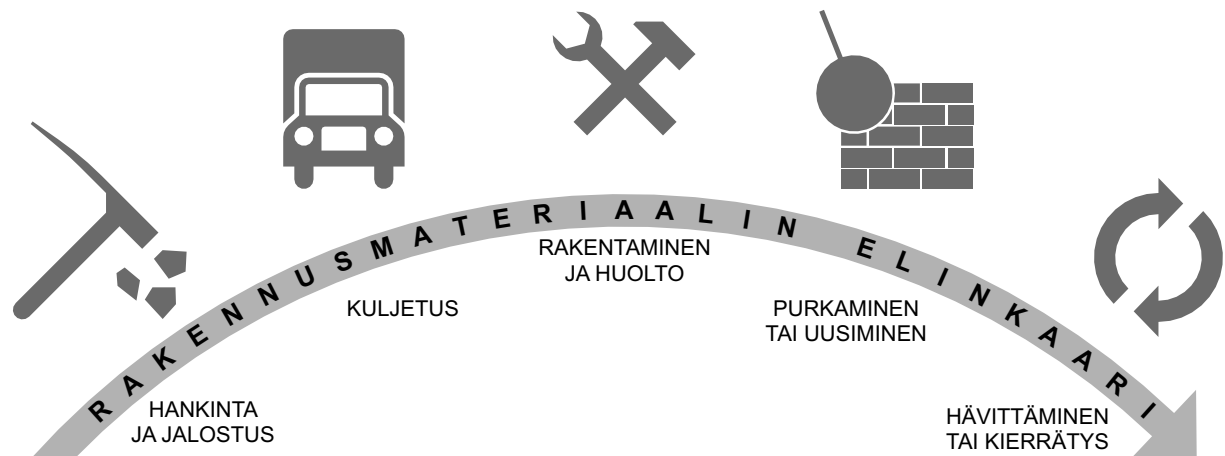 RAKENNUSMATERIAALIN ELINKAARI
HANKINTA
JA JALOSTUS
KULJETUS
RAKENTAMINEN
JA HUOLTO
PURKAMINEN
TAI UUSIMINEN
HÄVITTÄMINEN
TAI KIERRÄTYS